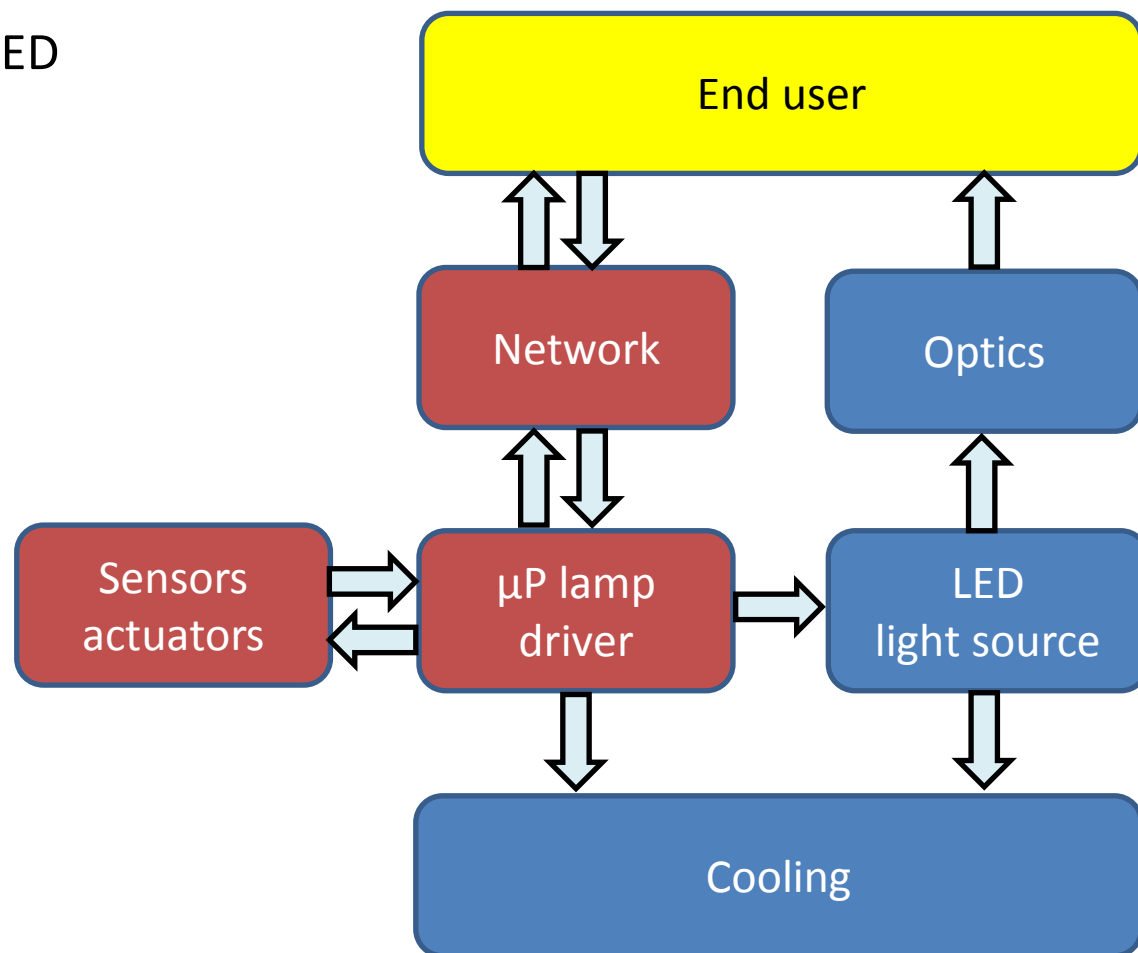 ED
End user
Network
Optics
Sensors
actuators
µP lamp
driver
LED
light source
Cooling